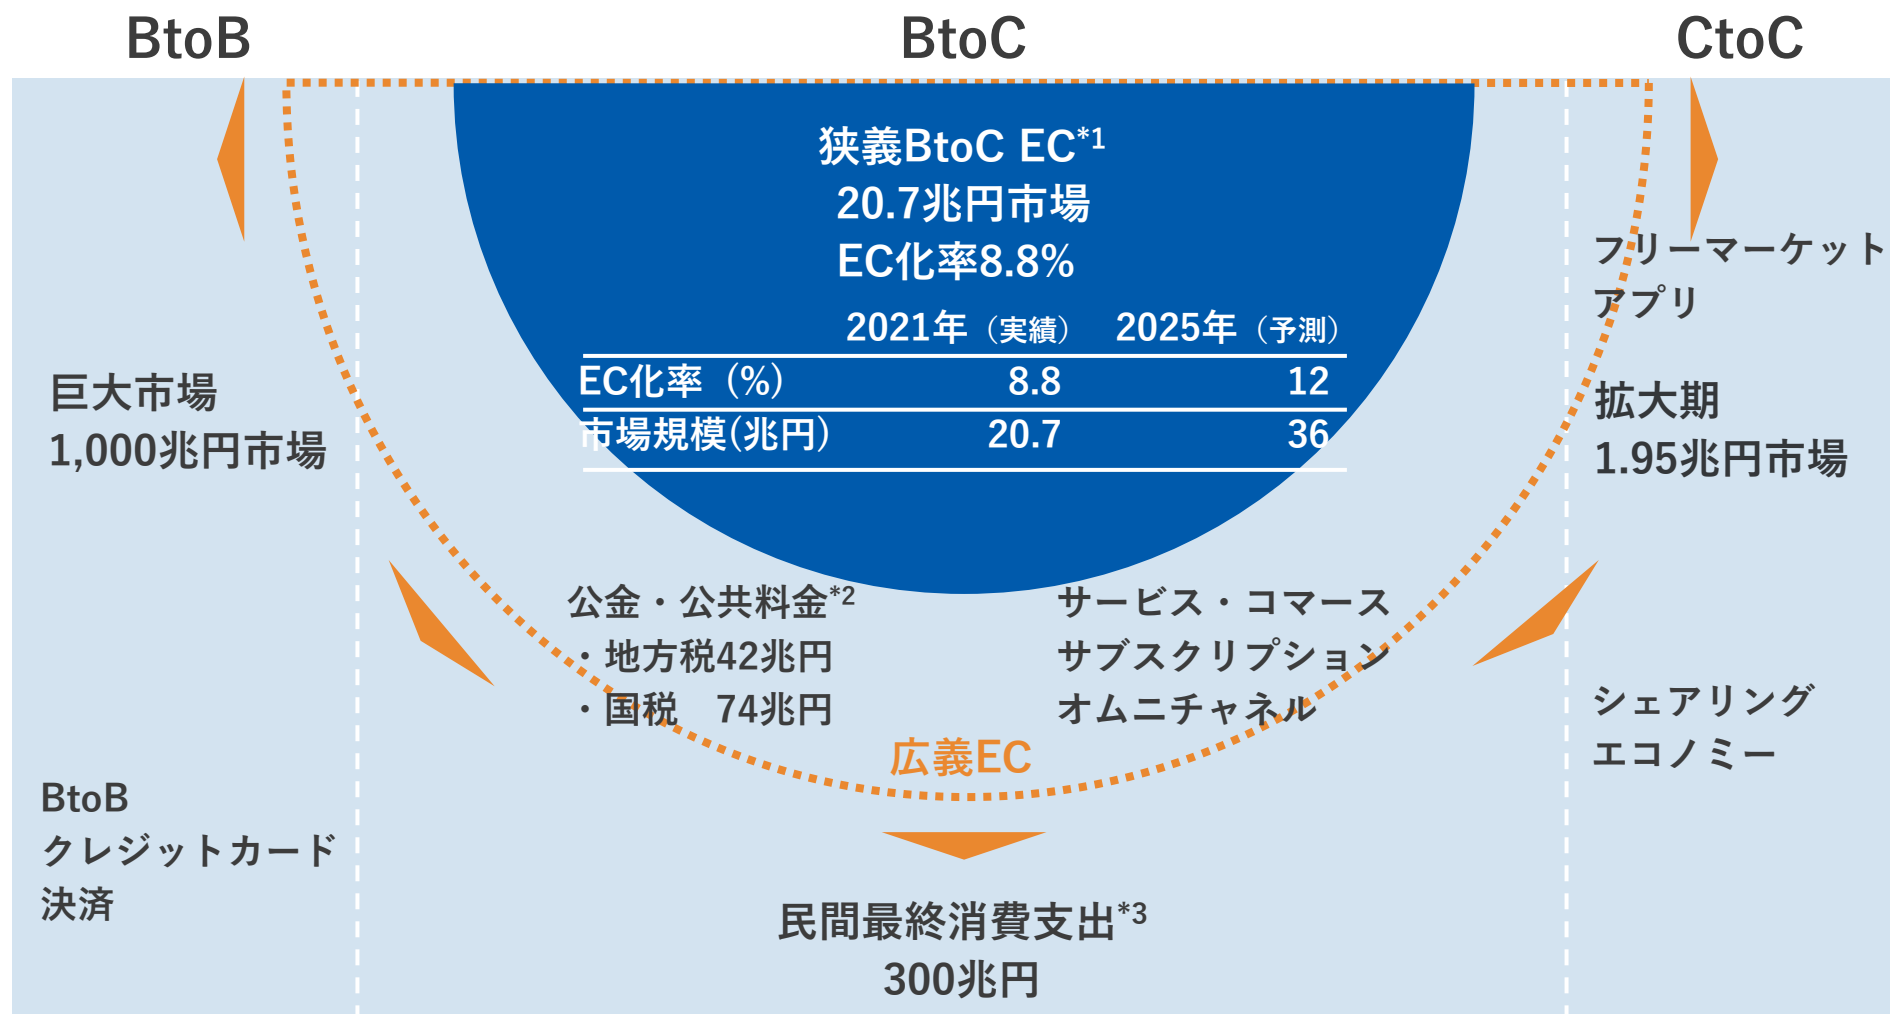 BtoB
BtoC
CtoC
狭義BtoC EC*1
20.7兆円市場
EC化率8.8%
2021年（実績） 2025年（予測）
EC化率 (%) 8.8 12
市場規模(兆円) 20.7 36
巨大市場
1,000兆円市場
BtoB
クレジットカード
決済
公金・公共料金*2
・地方税42兆円
・国税　74兆円
サービス・コマース
サブスクリプション
オムニチャネル
広義EC
民間最終消費支出*3
300兆円
フリーマーケット
アプリ
拡大期
1.95兆円市場
シェアリング
エコノミー